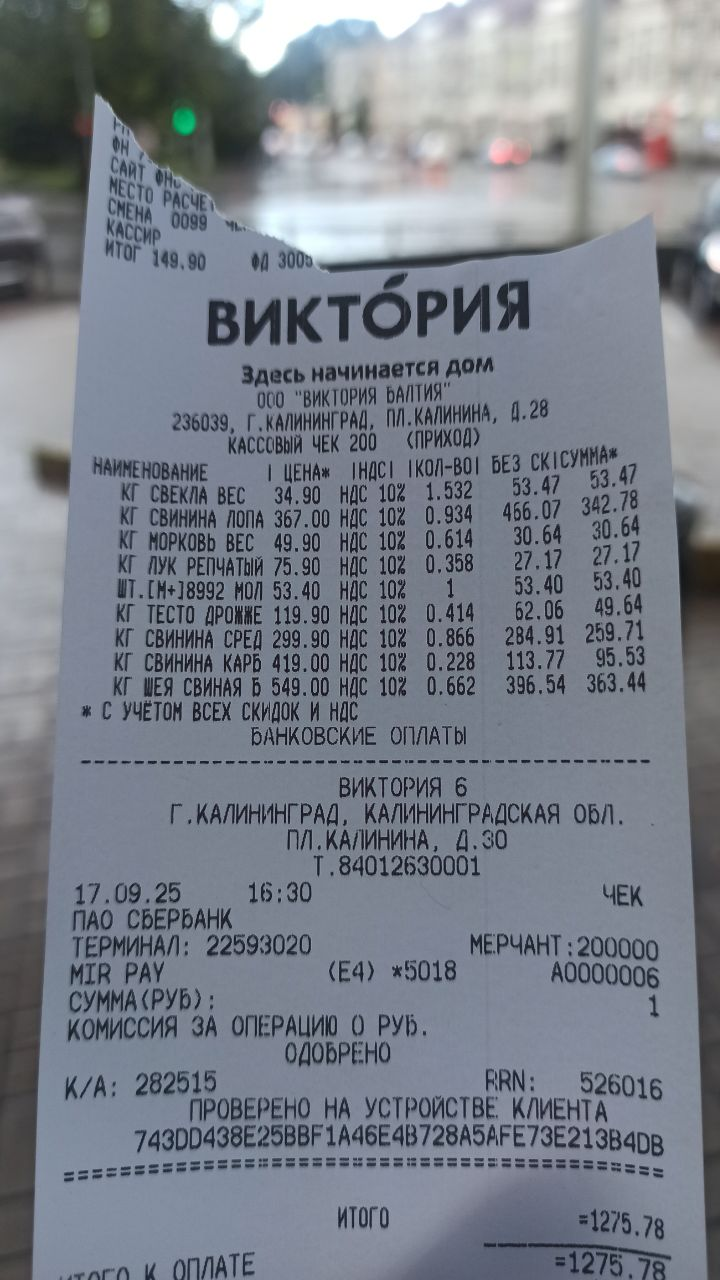 САЙТ ФНС
МЕСТО РАСЧЕТ
СМЕНА 0099
КАССИР
ИТОГ 149.90 ФД 3005
ВИКТОРИЯ
Здесь начинается дом
ООО "ВИКТОРИЯ БАЛТИЯ"
236039, Г.КАЛИНИНГРАД, ПЛ.КАЛИНИНА, Д.28
КАССОВЫЙ ЧЕК 200 (ПРИХОД)
НАИМЕНОВАНИЕ | ЦЕНА* |НДС| |КОЛ-ВО| БЕЗ СК|СУММА*
КГ СВЕКЛА ВЕС 34.90 НДС 10% 1.532 53.47 53.47
КГ СВИНИНА ЛОПА 367.00 НДС 10% 0.934 466.07 342.78
КГ МОРКОВЬ ВЕС 49.90 НДС 10% 0.614 30.64 30.64
КГ ЛУК РЕПЧАТЫЙ 75.90 НДС 10% 0.358 27.17 27.17
ШТ.[М+]8992 МОЛ 53.40 НДС 10% 1 53.40 53.40
КГ ТЕСТО ДРОЖЖЕ 119.90 НДС 10% 0.414 62.06 49.64
КГ СВИНИНА СРЕД 299.90 НДС 10% 0.866 284.91 259.71
КГ СВИНИНА КАРБ 419.00 НДС 10% 0.228 113.77 95.53
КГ ШЕЯ СВИНАЯ Б 549.00 НДС 10% 0.662 396.54 363.44
* С УЧЁТОМ ВСЕХ СКИДОК И НДС
БАНКОВСКИЕ ОПЛАТЫ
ВИКТОРИЯ 6
Г.КАЛИНИНГРАД, КАЛИНИНГРАДСКАЯ ОБЛ.
ПЛ.КАЛИНИНА, Д.30
Т.84012630001
17.09.25 16:30 ЧЕК
ПАО СБЕРБАНК
ТЕРМИНАЛ: 22593020 МЕРЧАНТ:200000
MIR PAY (E4) *5018 A0000006
СУММА(РУБ): 1
КОМИССИЯ ЗА ОПЕРАЦИЮ 0 РУБ.
ОДОБРЕНО
К/А: 282515 RRN: 526016
ПРОВЕРЕНО НА УСТРОЙСТВЕ КЛИЕНТА
743DD438E25BBF1A46E4B728A5AFE73E213B4DB
ИТОГО =1275.78
ИТОГО К ОПЛАТЕ =1275.78